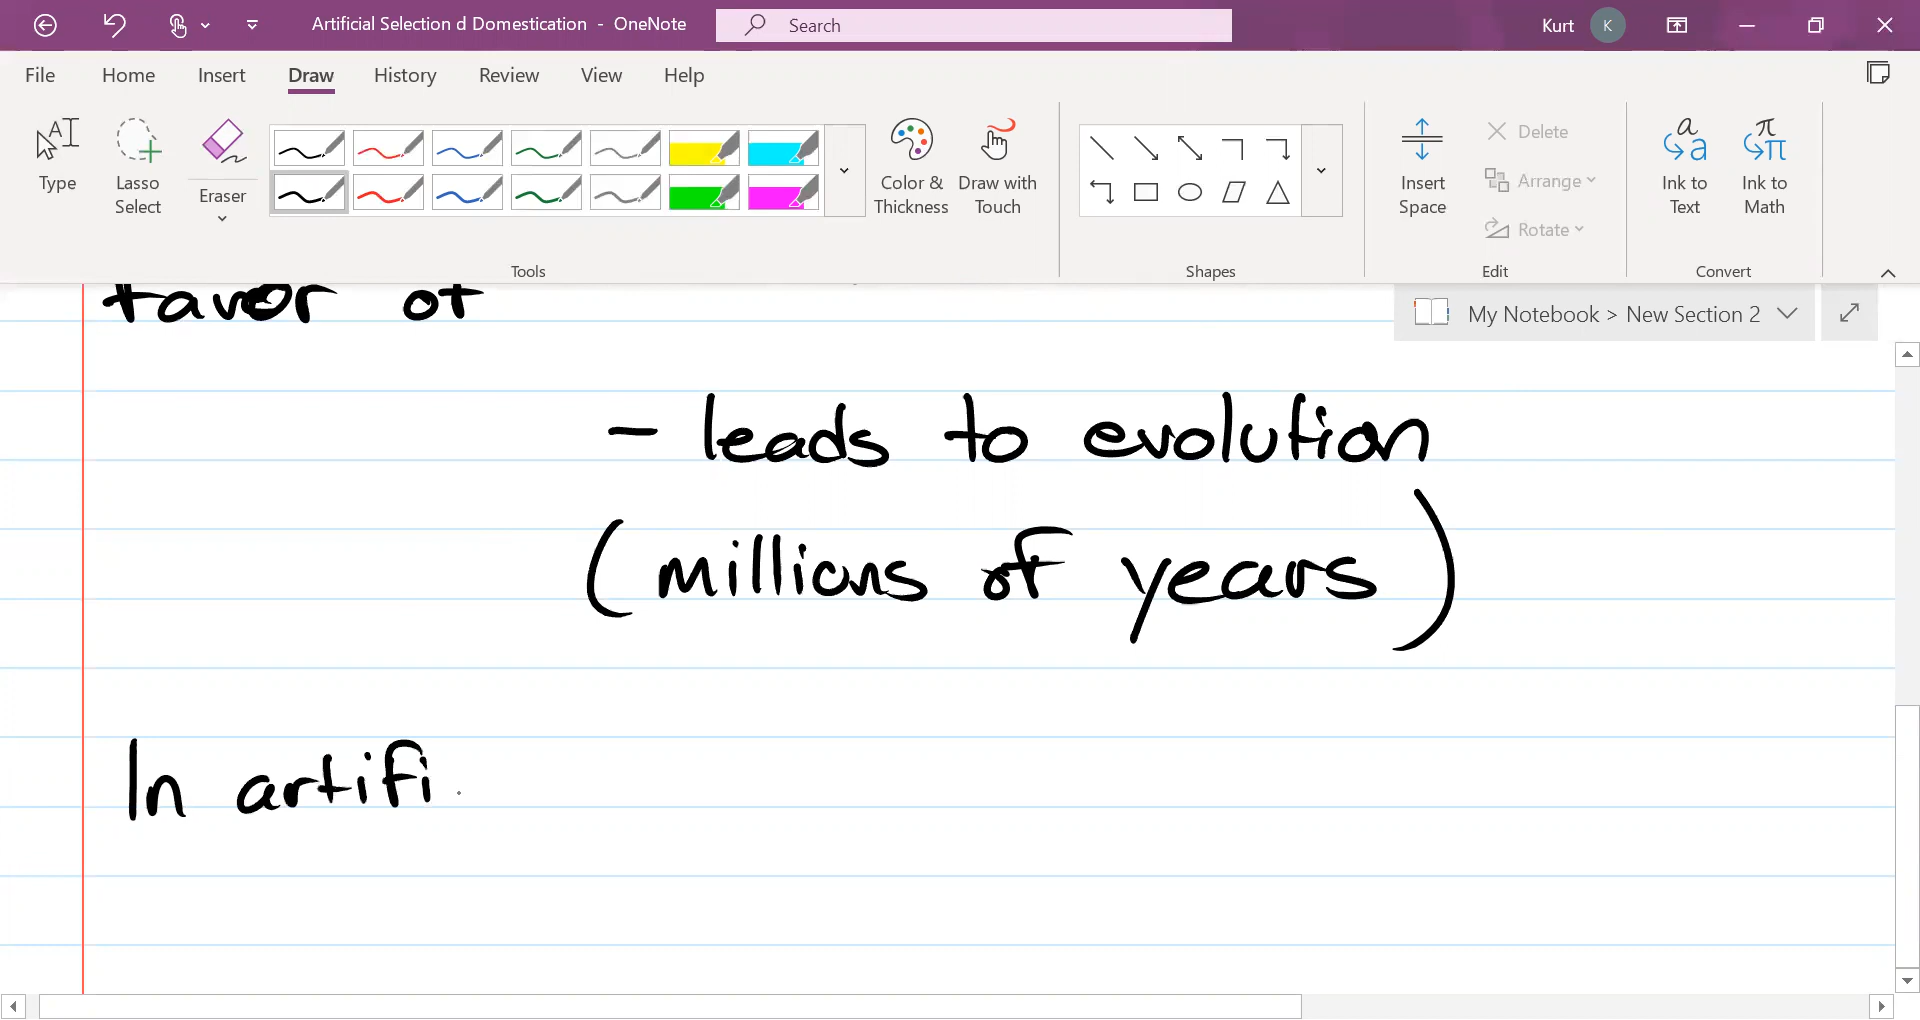 Artificial Selection d Domestication - OneNote
Search
Kurt
K
File Home Insert Draw History Review View Help
Type
Lasso Select
Eraser
Color & Thickness
Draw with Touch
Insert Space
Delete
Arrange
Rotate
Ink to Text
Ink to Math
Tools
Shapes
Edit
Convert
My Notebook > New Section 2
favor of
- leads to evolution
(millions of years)
In artifi